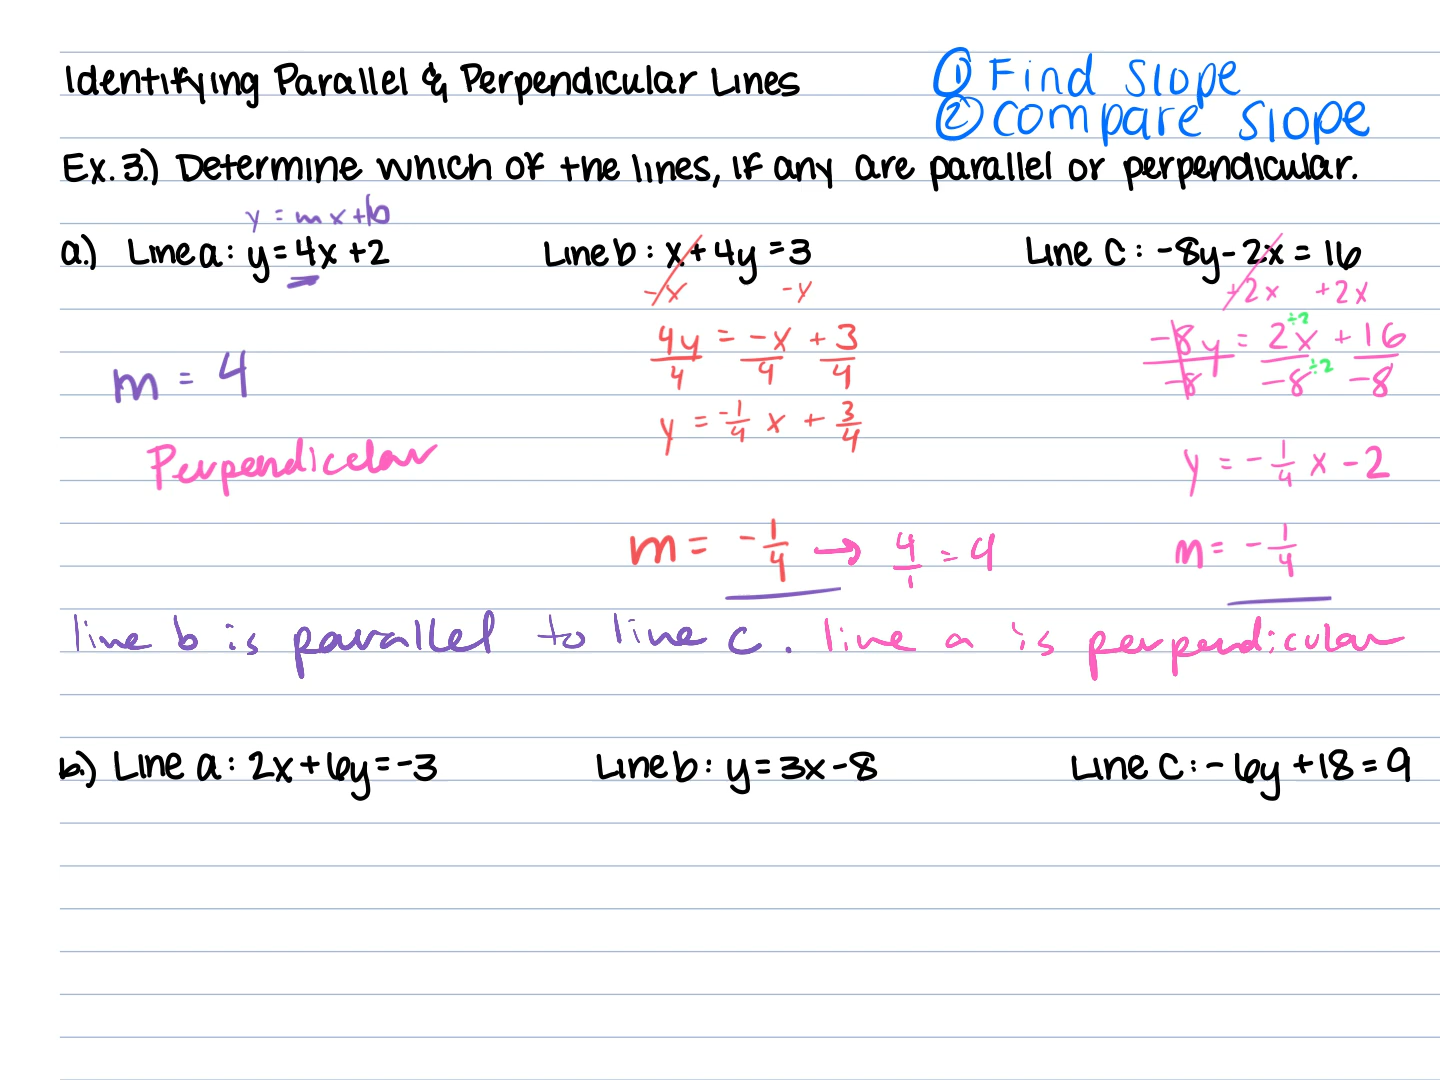 Identifying Parallel & Perpendicular Lines
① Find Slope
② compare slope
Ex. 3.) Determine which of the lines, if any are parallel or perpendicular.
y = mx+b
a.) Line a: y=4x+2
Line b: x+4y=3
Line C: -8y-2x=16
-x -x
+2x +2x
4y/4 = -x/4 + 3/4
÷2
-8y/-8 = 2x/-8 + 16/-8
÷2
m = 4
y = -1/4 x + 3/4
Perpendicular
y = -1/4 x - 2
m = -1/4 → 4/1 = 4
m = -1/4
line b is parallel to line c. line a is perpendicular
b.) Line a: 2x+6y=-3
Line b: y=3x-8
Line C: -6y+18=9